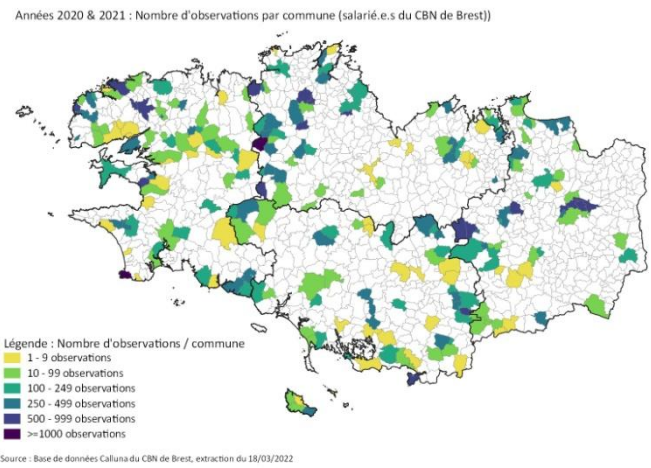 Années 2020 & 2021 : Nombre d'observations par commune (salarié.e.s du CBN de Brest))
Légende : Nombre d'observations / commune
1 - 9 observations
10 - 99 observations
100 - 249 observations
250 - 499 observations
500 - 999 observations
>=1000 observations
Source : Base de données Calluna du CBN de Brest, extraction du 18/03/2022